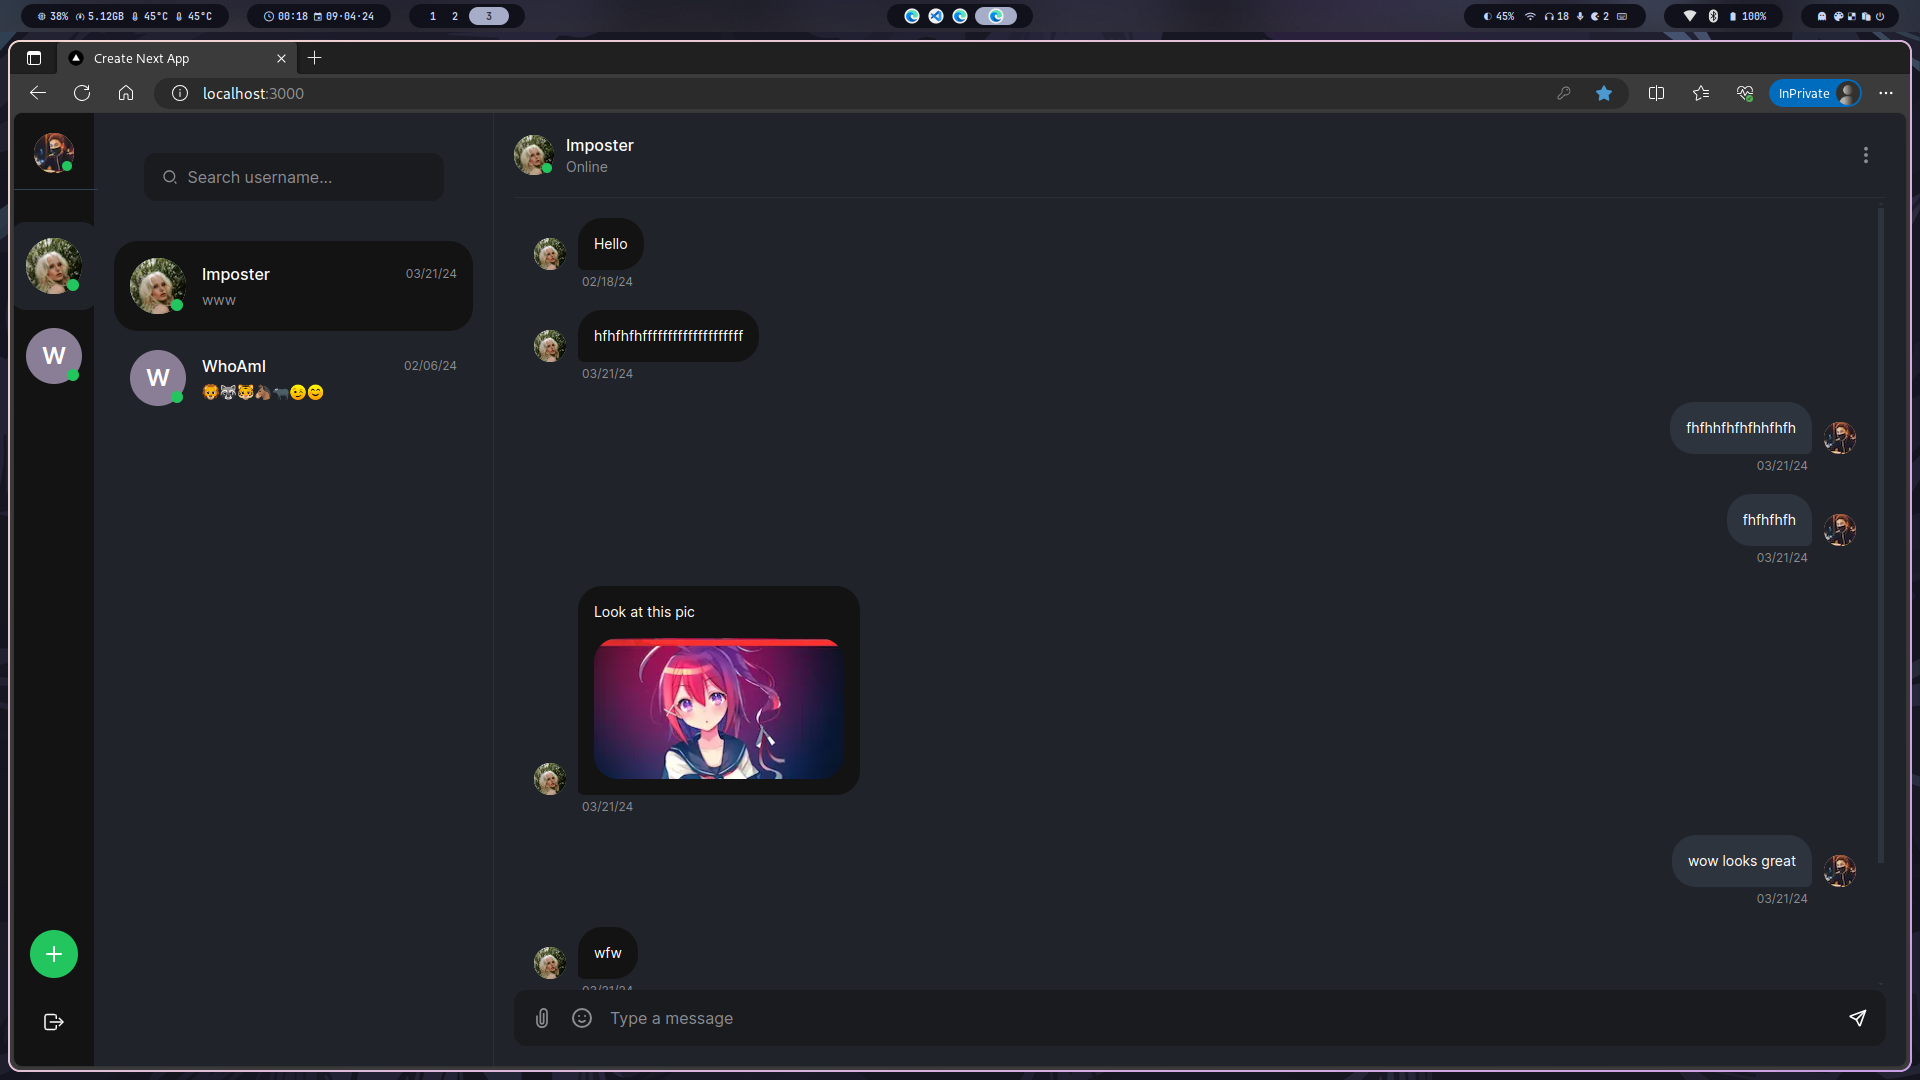 38% 5.12GB 45°C 45°C 00:18 09·04·24 1 2 3 45% 18 2 100%
Create Next App
localhost:3000 InPrivate
Search username...
Imposter
Online
Imposter 03/21/24
www
WhoAmI 02/06/24
W
W
Hello
02/18/24
hfhfhfhffffffffffffffffffff
03/21/24
fhfhhfhfhfhhfhfh
03/21/24
fhfhfhfh
03/21/24
Look at this pic
03/21/24
wow looks great
03/21/24
wfw
03/21/24
Type a message